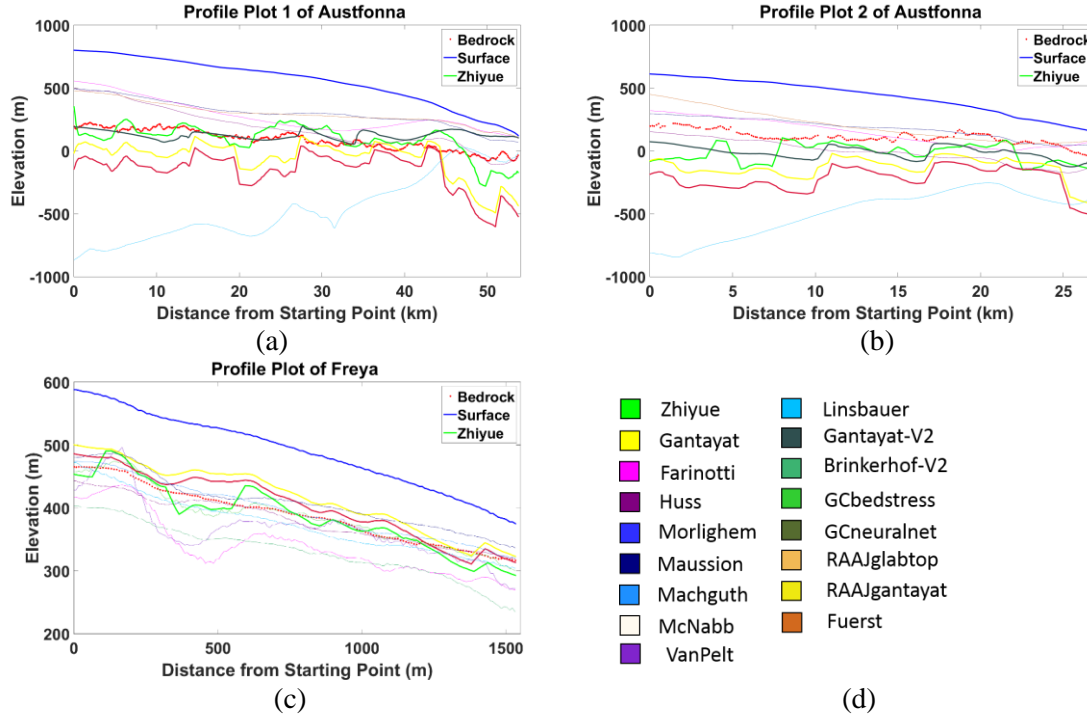 Profile Plot 1 of Austfonna
1000
500
0
-500
-1000
Elevation (m)
0
10
20
30
40
50
Distance from Starting Point (km)
Bedrock
Surface
Zhiyue
(a)
Profile Plot 2 of Austfonna
1000
500
0
-500
-1000
Elevation (m)
0
5
10
15
20
25
Distance from Starting Point (km)
Bedrock
Surface
Zhiyue
(b)
Profile Plot of Freya
600
500
400
300
200
Elevation (m)
0
500
1000
1500
Distance from Starting Point (m)
Bedrock
Surface
Zhiyue
(c)
Zhiyue
Gantayat
Farinotti
Huss
Morlighem
Maussion
Machguth
McNabb
VanPelt
Linsbauer
Gantayat-V2
Brinkerhof-V2
GCbedstress
GCneuralnet
RAAJglabtop
RAAJgantayat
Fuerst
(d)